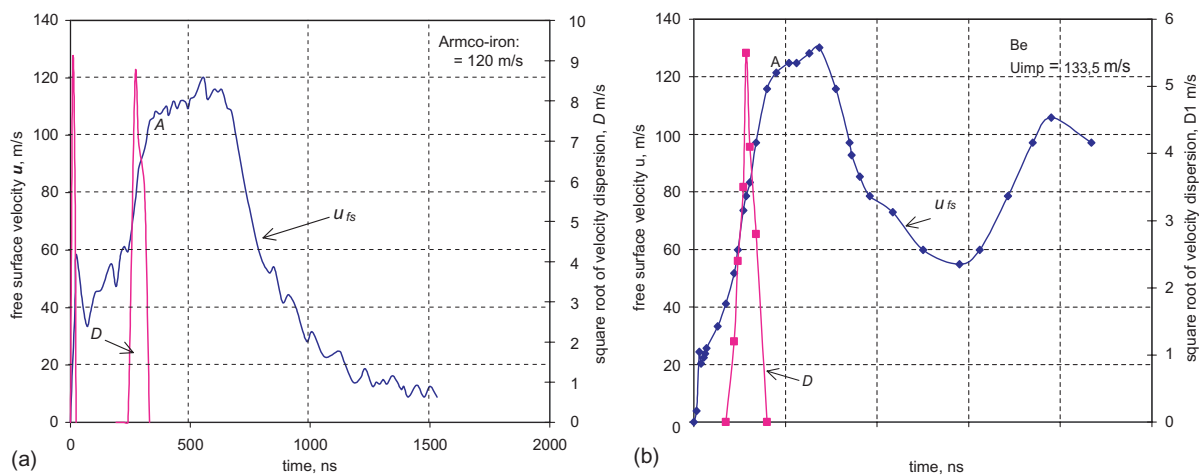 140
120
100
80
60
40
20
0
free surface velocity u, m/s
10
9
8
7
6
5
4
3
2
1
0
square root of velocity dispersion, D m/s
Armco-iron:
= 120 m/s
A
u fs
D
0
500
1000
1500
2000
time, ns
(a)
140
120
100
80
60
40
20
0
free surface velocity u, m/s
6
5
4
3
2
1
0
square root of velocity dispersion, D1 m/s
Be
Uimp = 133,5 m/s
A
u fs
D
time, ns
(b)